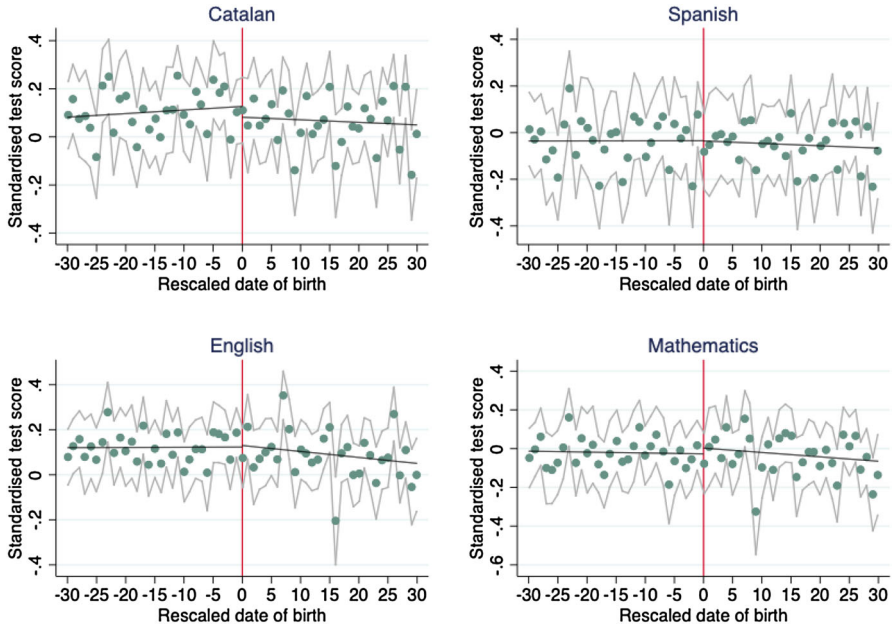 Catalan
Standardised test score
.4
.2
0
-.2
-.4
-30 -25 -20 -15 -10 -5 0 5 10 15 20 25 30
Rescaled date of birth
Spanish
Standardised test score
.4
.2
0
-.2
-.4
-30 -25 -20 -15 -10 -5 0 5 10 15 20 25 30
Rescaled date of birth
English
Standardised test score
.4
.2
0
-.2
-.4
-30 -25 -20 -15 -10 -5 0 5 10 15 20 25 30
Rescaled date of birth
Mathematics
Standardised test score
.4
.2
0
-.2
-.4
-.6
-30 -25 -20 -15 -10 -5 0 5 10 15 20 25 30
Rescaled date of birth